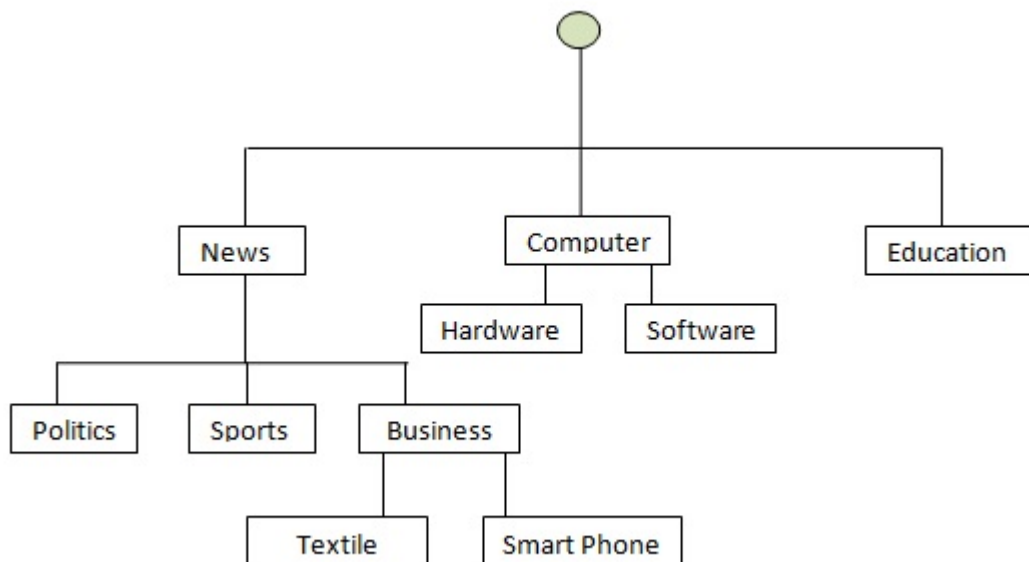 News
Computer
Education
Hardware
Software
Politics
Sports
Business
Textile
Smart Phone